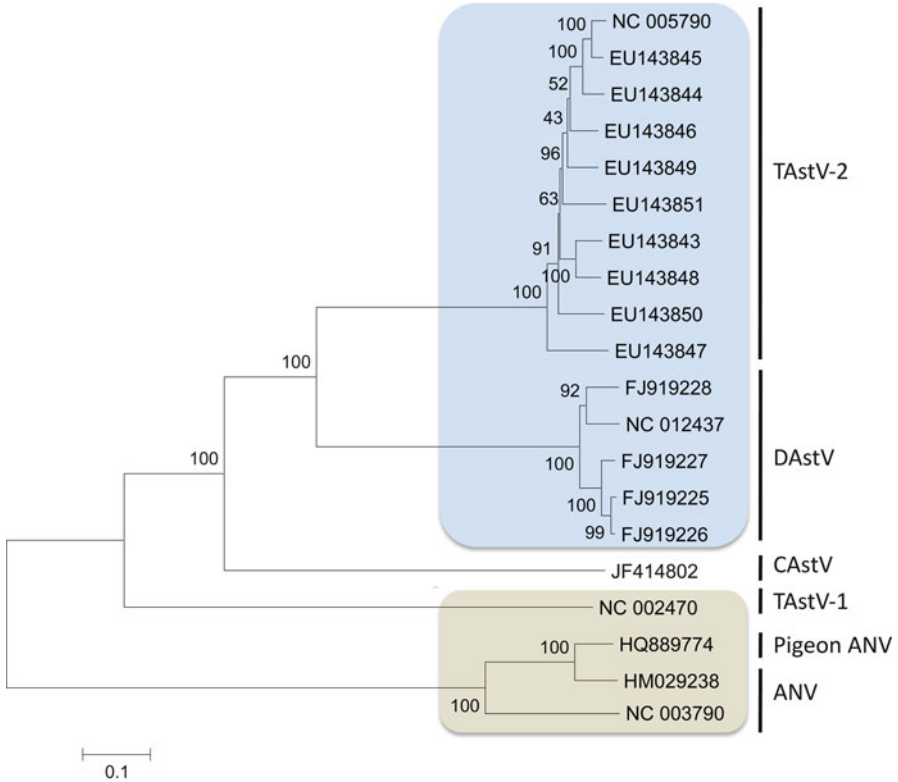 100
NC 005790
100
EU143845
52
EU143844
43
EU143846
96
EU143849
TAstV-2
63
EU143851
91
EU143843
100
EU143848
100
EU143850
EU143847
100
92
FJ919228
NC 012437
100
FJ919227
DAstV
100
FJ919225
99
FJ919226
100
JF414802
CAstV
NC 002470
TAstV-1
100
HQ889774
Pigeon ANV
HM029238
ANV
100
NC 003790
0.1